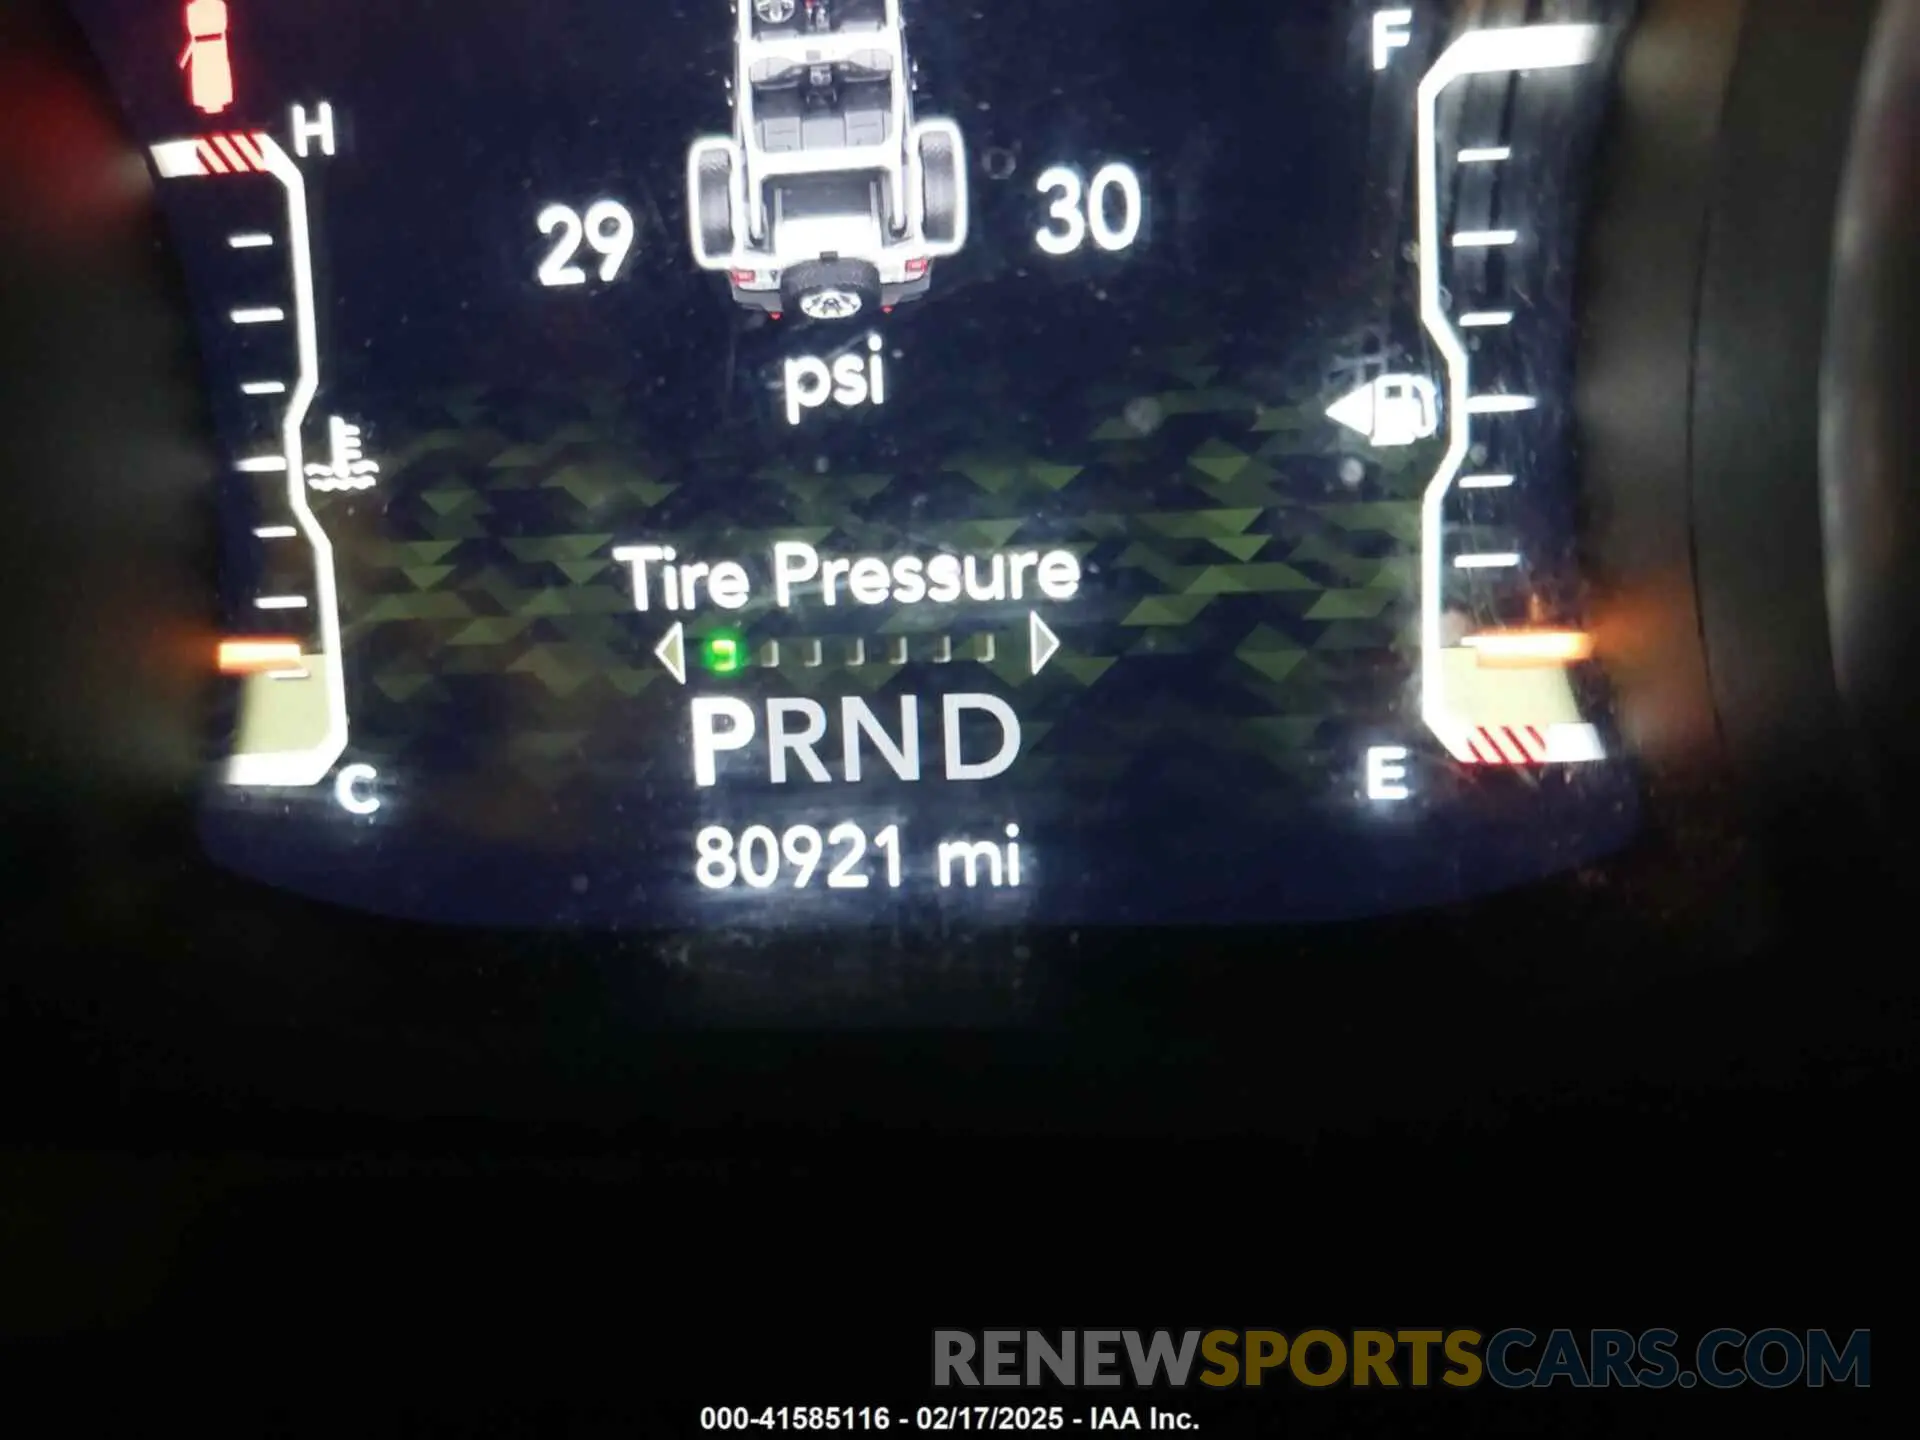 F
H
29
30
psi
Tire Pressure
PRND
E
C
80921 mi
RENEWSPORTSCARS.COM
000-41585116 - 02/17/2025 - IAA Inc.